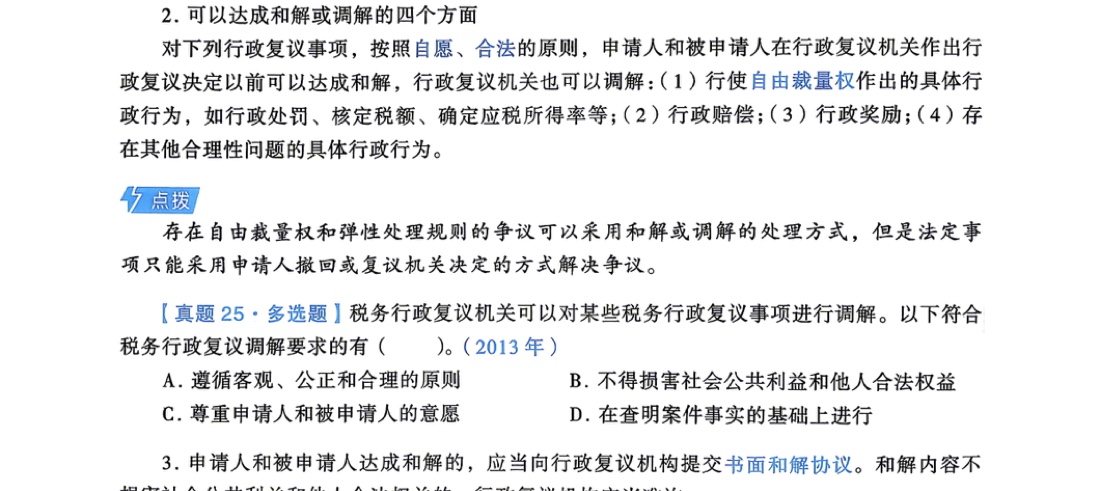 2. 可以达成和解或调解的四个方面
对下列行政复议事项，按照自愿、合法的原则，申请人和被申请人在行政复议机关作出行
政复议决定以前可以达成和解，行政复议机关也可以调解：（1）行使自由裁量权作出的具体行
政行为，如行政处罚、核定税额、确定应税所得率等；（2）行政赔偿；（3）行政奖励；（4）存
在其他合理性问题的具体行政行为。
点拨
存在自由裁量权和弹性处理规则的争议可以采用和解或调解的处理方式，但是法定事
项只能采用申请人撤回或复议机关决定的方式解决争议。
【真题 25·多选题】税务行政复议机关可以对某些税务行政复议事项进行调解。以下符合
税务行政复议调解要求的有（　　）。（2013 年）
A. 遵循客观、公正和合理的原则
B. 不得损害社会公共利益和他人合法权益
C. 尊重申请人和被申请人的意愿
D. 在查明案件事实的基础上进行
3. 申请人和被申请人达成和解的，应当向行政复议机构提交书面和解协议。和解内容不